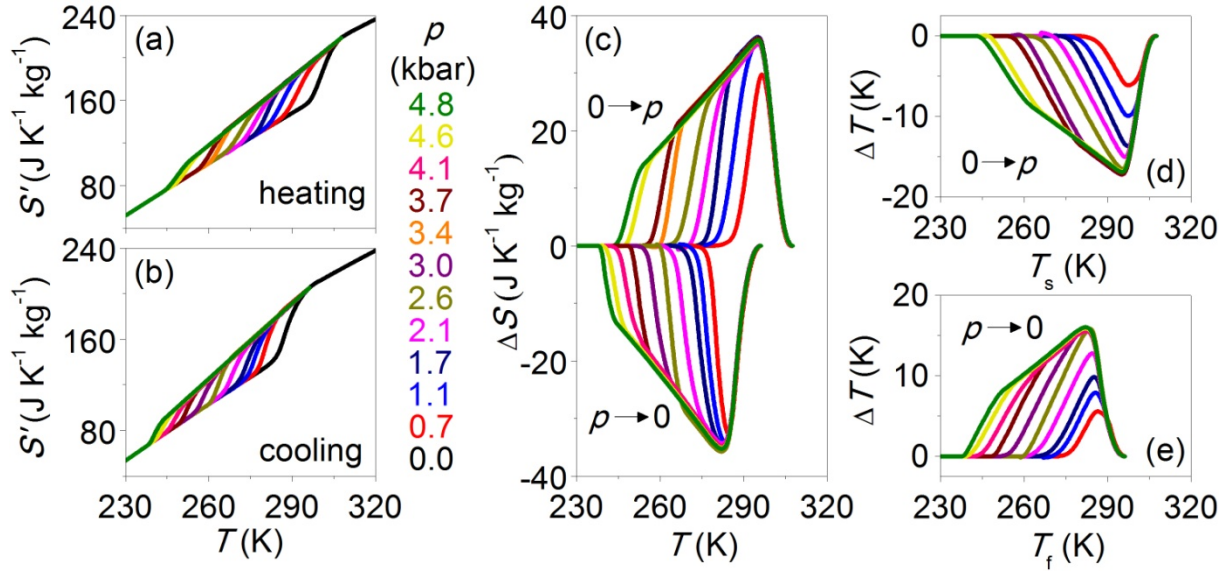 (a)
240
160
80
S′(J K⁻¹ kg⁻¹)
heating
(b)
240
160
80
S′(J K⁻¹ kg⁻¹)
cooling
230 260 290 320
T (K)
p
(kbar)
4.8
4.6
4.1
3.7
3.4
3.0
2.6
2.1
1.7
1.1
0.7
0.0
(c)
40
20
0
-20
-40
ΔS (J K⁻¹ kg⁻¹)
0→p
p→0
230 260 290 320
T (K)
0
-10
-20
ΔT (K)
0→p
(d)
230 260 290 320
Tₛ (K)
20
10
0
ΔT (K)
p→0
(e)
230 260 290 320
T_f (K)